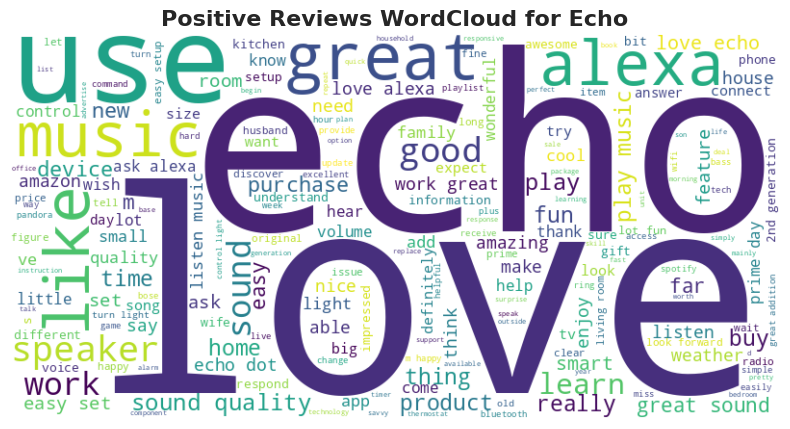 Positive Reviews WordCloud for Echo
let turn easy setup kitchen household responsive awesome bit love echo
use great alexa
list know quick fine book phone
command room setup love alexa playlist item answer house
control begin need wonderful perfect connect
advertise new size hour plan long
music hard husband provide family try
echo
device want option expect cool play music feature son life
ask alexa update good wifi deal bass
amazon wish discover excellent work great play morning tech
office m purchase package unit
price way tell base understand information learning 2nd generation
pandora daylot week plus fun
like hear response thank skill access
figure small listen music original receive sure lot fun
ve quality generation volume add amazing gift simply mainly
different time control light replace prime make look fast spotify prime day
instruction bose sound easy issue definitely helpful help enjoy ring
little set song nice surprise far worth
s talk turn light wife light impressed think speak tv living room great addition
love
game say ask able outside listen buy
speaker live change support clear look forward wait d
happy home big m happy smart weather radio
voice echo dot thing available year simple
work alarm respond come learn miss easily pretty
easy set sound quality app timer product savvy old really great sound bedroom
component technology thermostat bluetooth